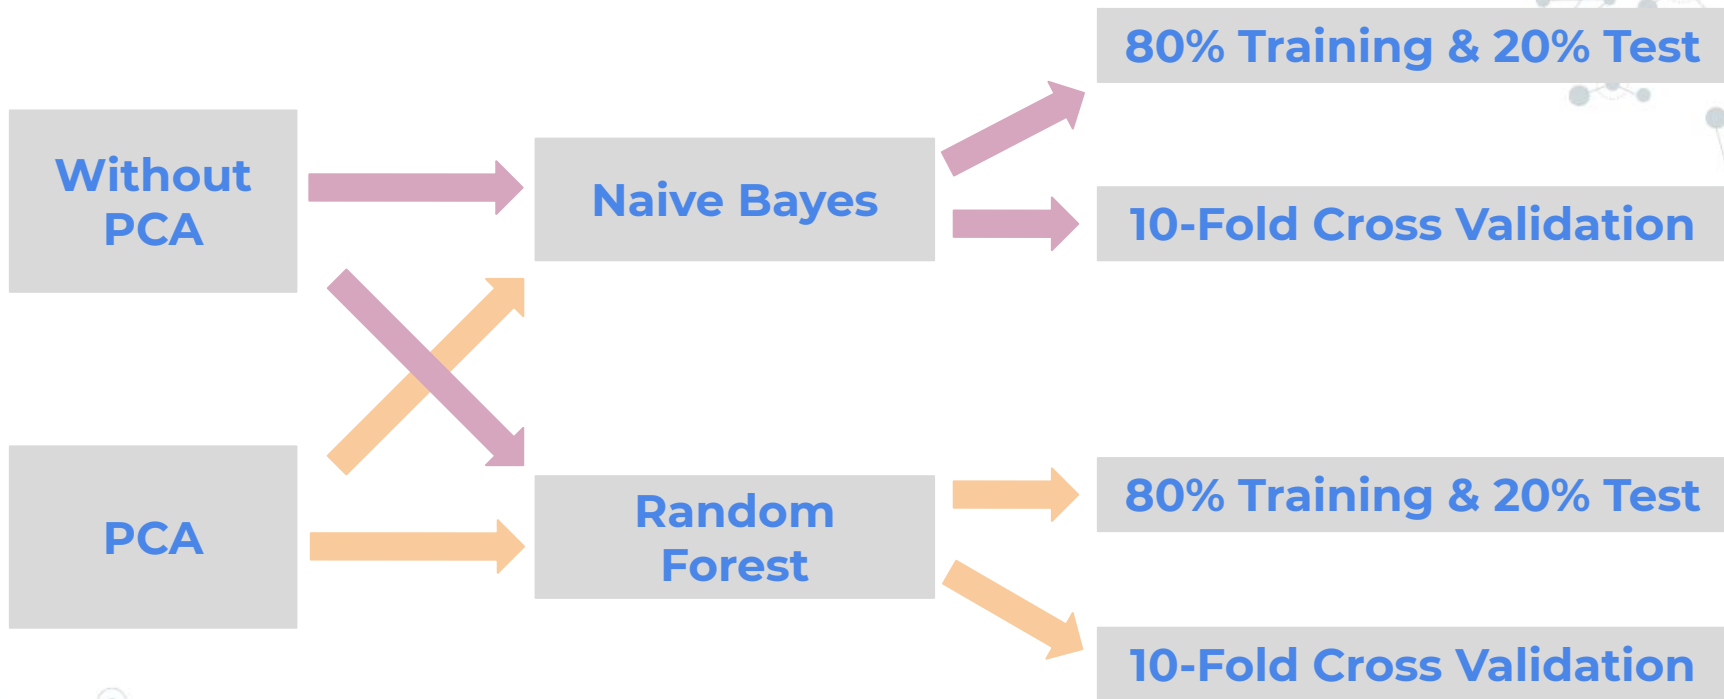 Without
PCA
PCA
Naive Bayes
Random
Forest
80% Training & 20% Test
10-Fold Cross Validation
80% Training & 20% Test
10-Fold Cross Validation